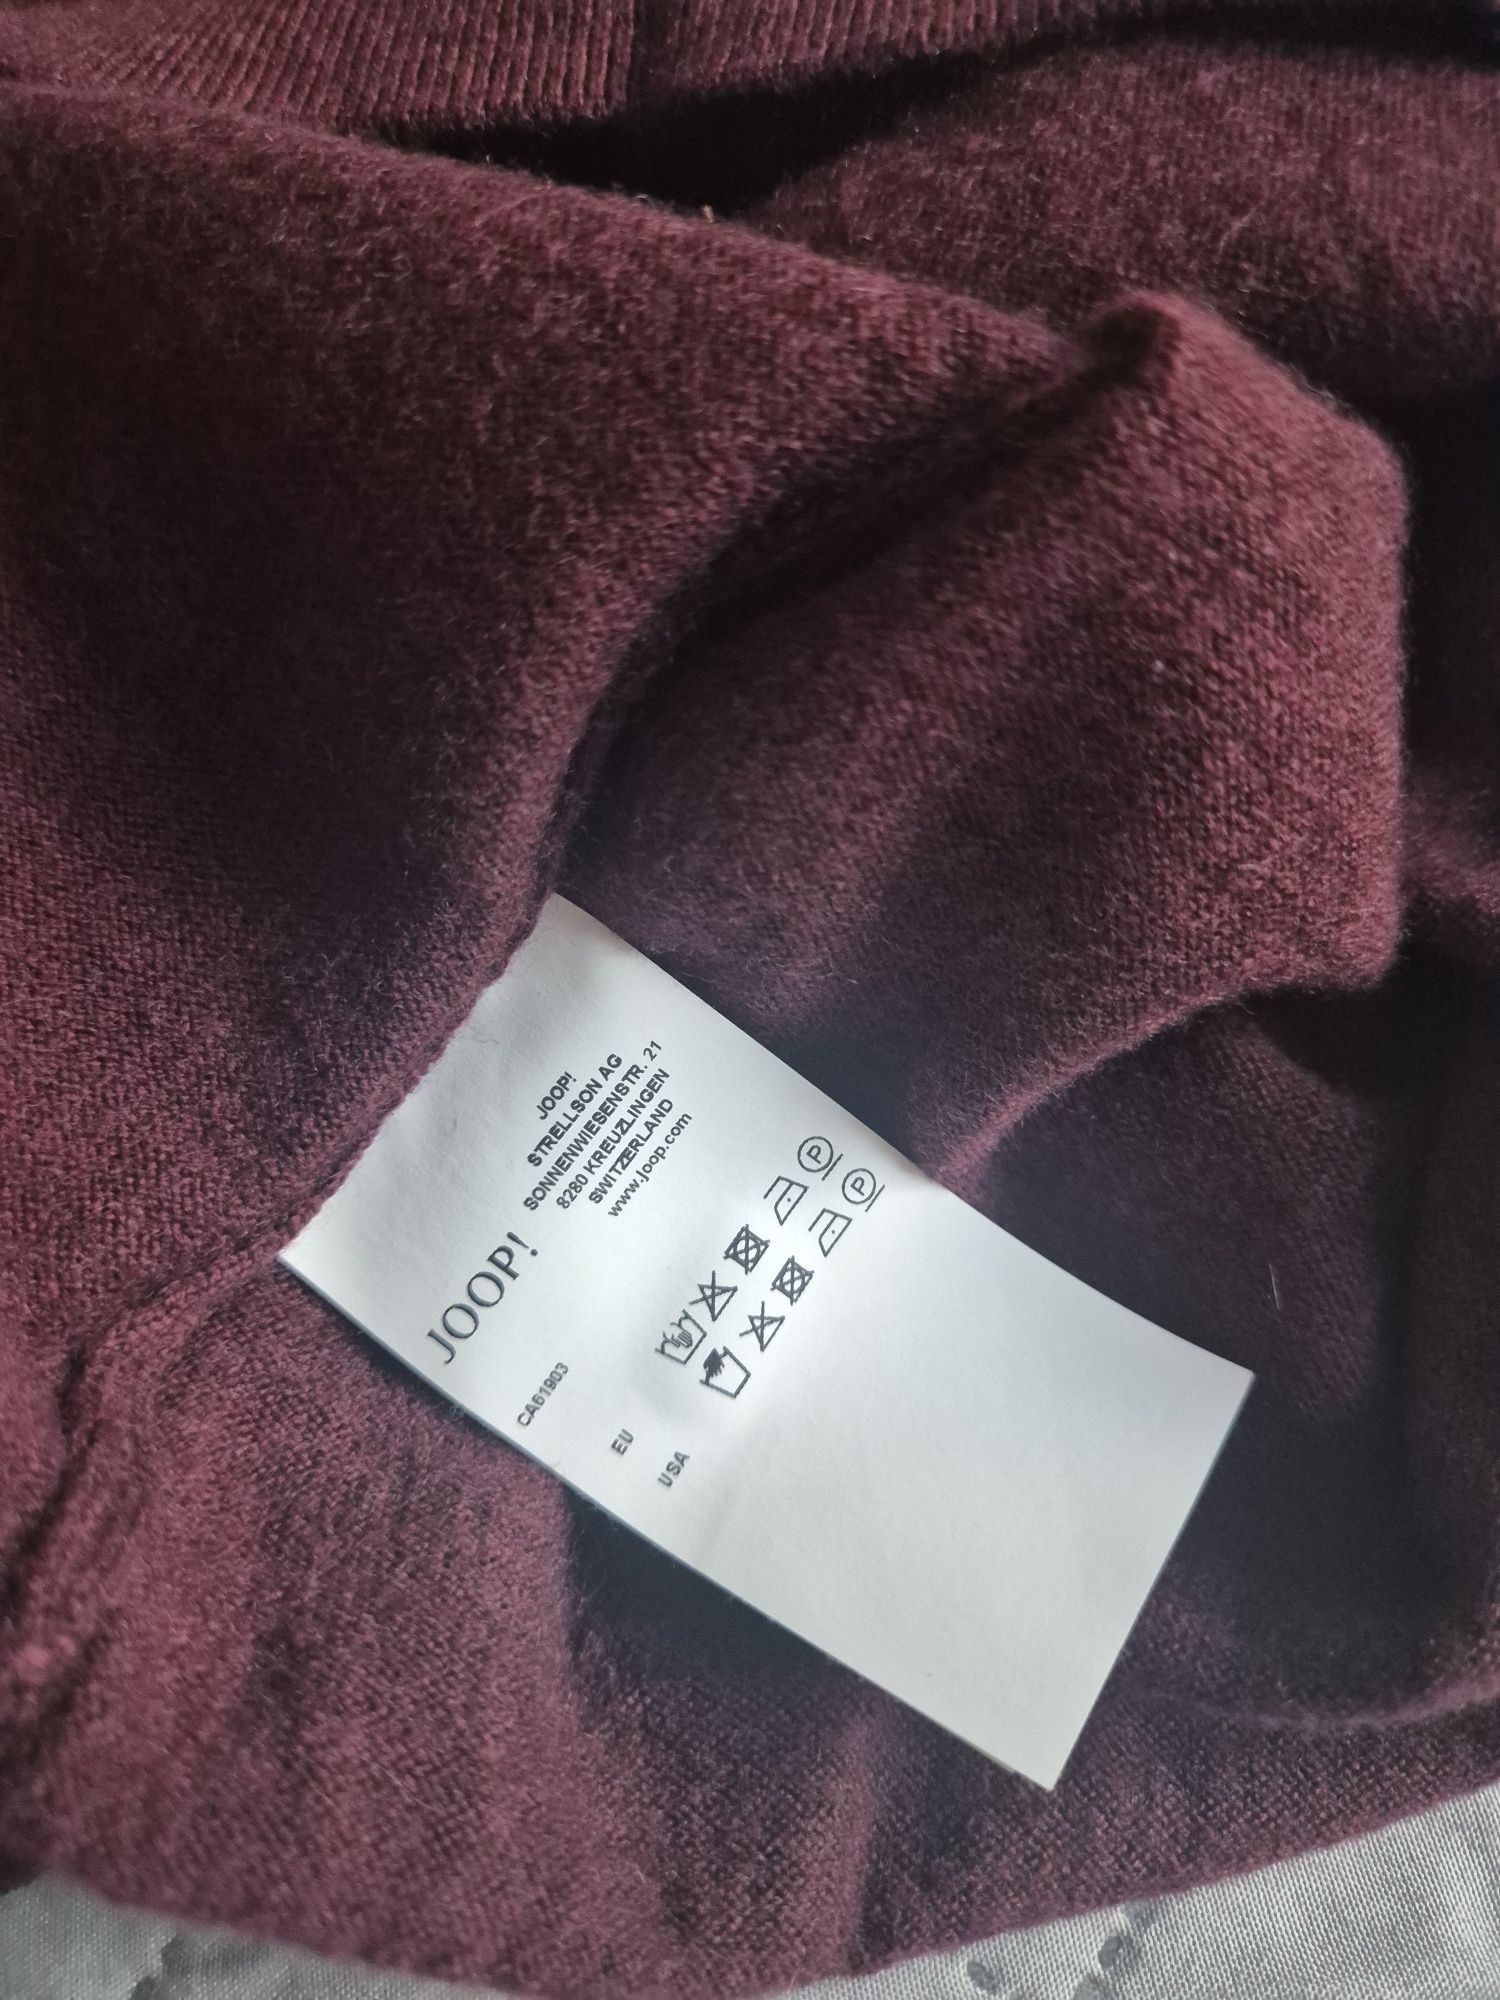 JOOP!
STRELLSON AG
SONNENWIESENSTR. 21
8280 KREUZLINGEN
SWITZERLAND
www.joop.com
JOOP!
CA61903
EU
P
USA
P